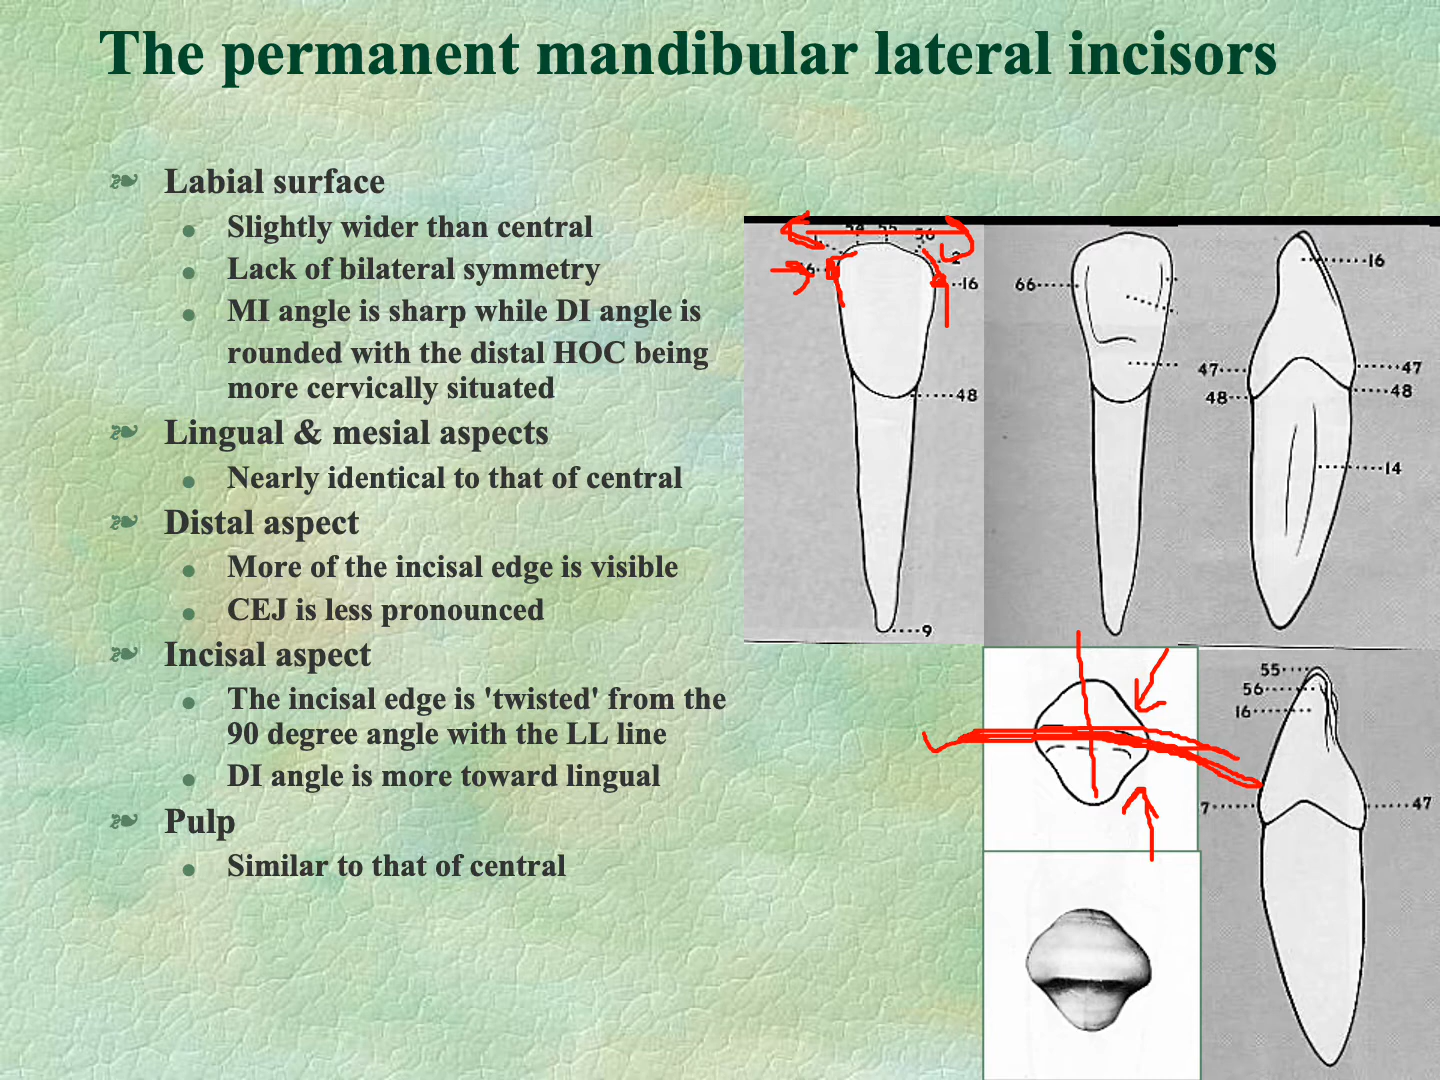 The permanent mandibular lateral incisors
Labial surface
Slightly wider than central
Lack of bilateral symmetry
MI angle is sharp while DI angle is
rounded with the distal HOC being
more cervically situated
Lingual & mesial aspects
Nearly identical to that of central
Distal aspect
More of the incisal edge is visible
CEJ is less pronounced
Incisal aspect
The incisal edge is 'twisted' from the
90 degree angle with the LL line
DI angle is more toward lingual
Pulp
Similar to that of central
54 55 56
2
16
48
9
66
16
47
47
48
48
14
55
56
16
7
47